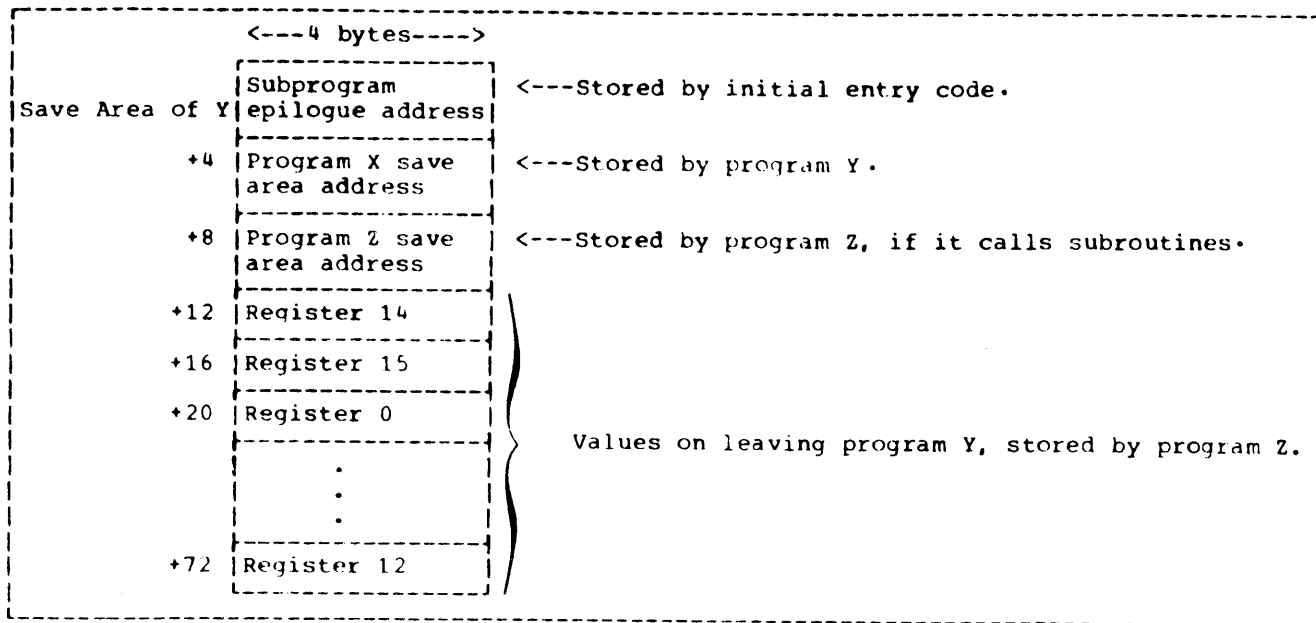 <---4 bytes---->
Subprogram <---Stored by initial entry code.
Save Area of Y epilogue address
+4 Program X save <---Stored by program Y.
area address
+8 Program Z save <---Stored by program Z, if it calls subroutines.
area address
+12 Register 14
+16 Register 15
+20 Register 0
Values on leaving program Y, stored by program Z.
.
.
.
+72 Register 12